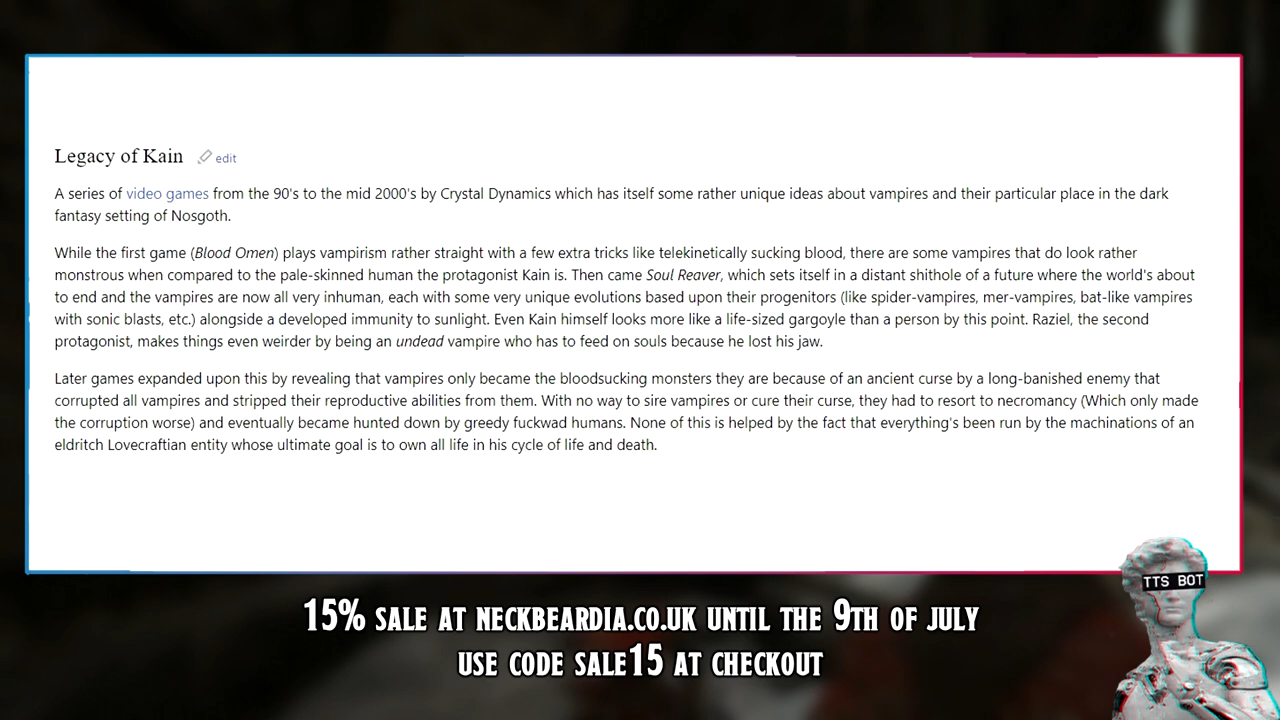 Legacy of Kain edit
A series of video games from the 90's to the mid 2000's by Crystal Dynamics which has itself some rather unique ideas about vampires and their particular place in the dark
fantasy setting of Nosgoth.
While the first game (Blood Omen) plays vampirism rather straight with a few extra tricks like telekinetically sucking blood, there are some vampires that do look rather
monstrous when compared to the pale-skinned human the protagonist Kain is. Then came Soul Reaver, which sets itself in a distant shithole of a future where the world's about
to end and the vampires are now all very inhuman, each with some very unique evolutions based upon their progenitors (like spider-vampires, mer-vampires, bat-like vampires
with sonic blasts, etc.) alongside a developed immunity to sunlight. Even Kain himself looks more like a life-sized gargoyle than a person by this point. Raziel, the second
protagonist, makes things even weirder by being an undead vampire who has to feed on souls because he lost his jaw.
Later games expanded upon this by revealing that vampires only became the bloodsucking monsters they are because of an ancient curse by a long-banished enemy that
corrupted all vampires and stripped their reproductive abilities from them. With no way to sire vampires or cure their curse, they had to resort to necromancy (Which only made
the corruption worse) and eventually became hunted down by greedy fuckwad humans. None of this is helped by the fact that everything's been run by the machinations of an
eldritch Lovecraftian entity whose ultimate goal is to own all life in his cycle of life and death.
TTS BOT
15% SALE AT NECKBEARDIA.CO.UK UNTIL THE 9TH OF JULY
USE CODE SALE15 AT CHECKOUT